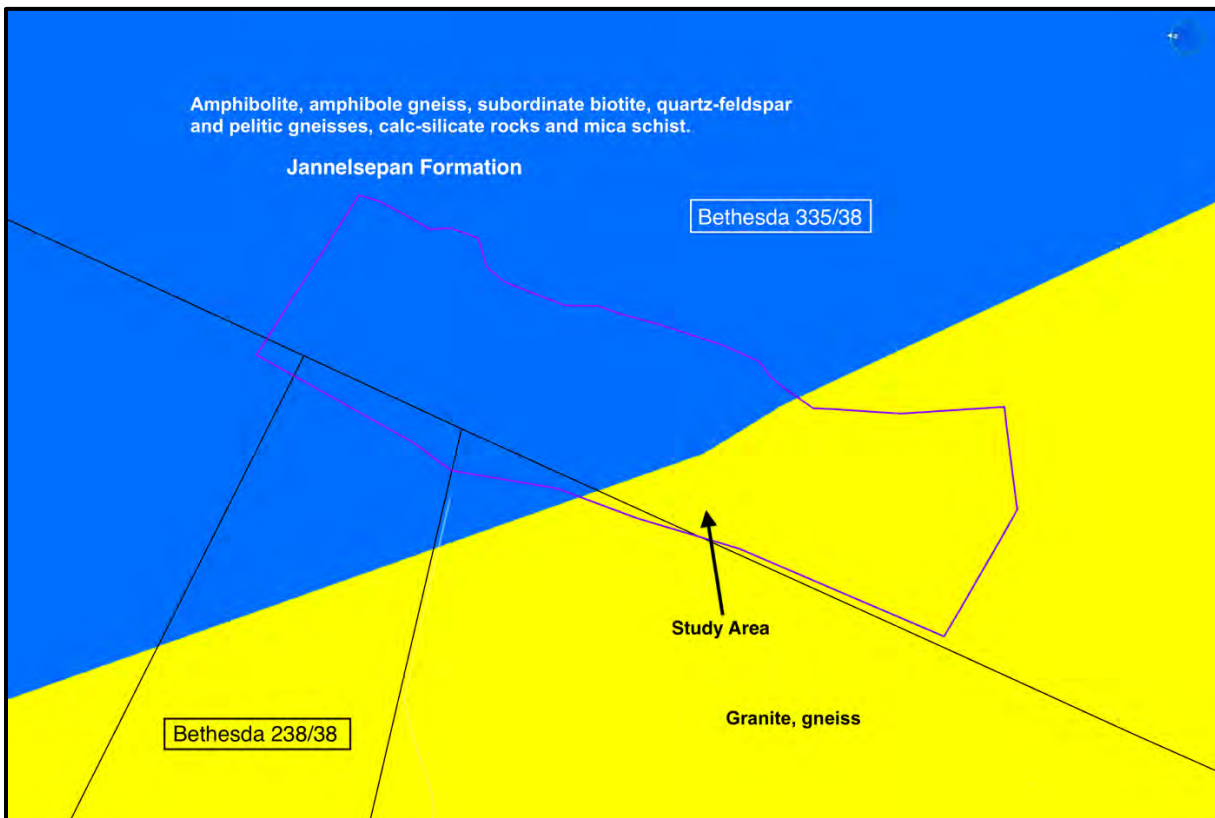 Amphibolite, amphibole gneiss, subordinate biotite, quartz-feldspar
and pelitic gneisses, calc-silicate rocks and mica schist.
Jannelsepan Formation
Bethesda 335/38
Study Area
Granite, gneiss
Bethesda 238/38